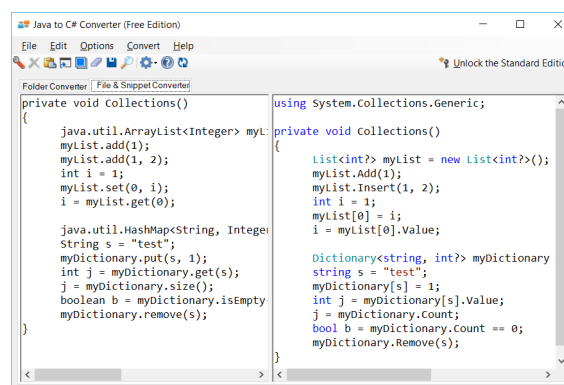 Java to C# Converter (Free Edition)
File Edit Options Convert Help
Unlock the Standard Editio
Folder Converter File & Snippet Converter
private void Collections()
{
java.util.ArrayList<Integer> myLi
myList.add(1);
myList.add(1, 2);
int i = 1;
myList.set(0, i);
i = myList.get(0);
java.util.HashMap<String, Integer
String s = "test";
myDictionary.put(s, 1);
int j = myDictionary.get(s);
j = myDictionary.size();
boolean b = myDictionary.isEmpty
myDictionary.remove(s);
}
using System.Collections.Generic;
private void Collections()
{
List<int?> myList = new List<int?>();
myList.Add(1);
myList.Insert(1, 2);
int i = 1;
myList[0] = i;
i = myList[0].Value;
Dictionary<string, int?> myDictionary
string s = "test";
myDictionary[s] = 1;
int j = myDictionary[s].Value;
j = myDictionary.Count;
bool b = myDictionary.Count == 0;
myDictionary.Remove(s);
}